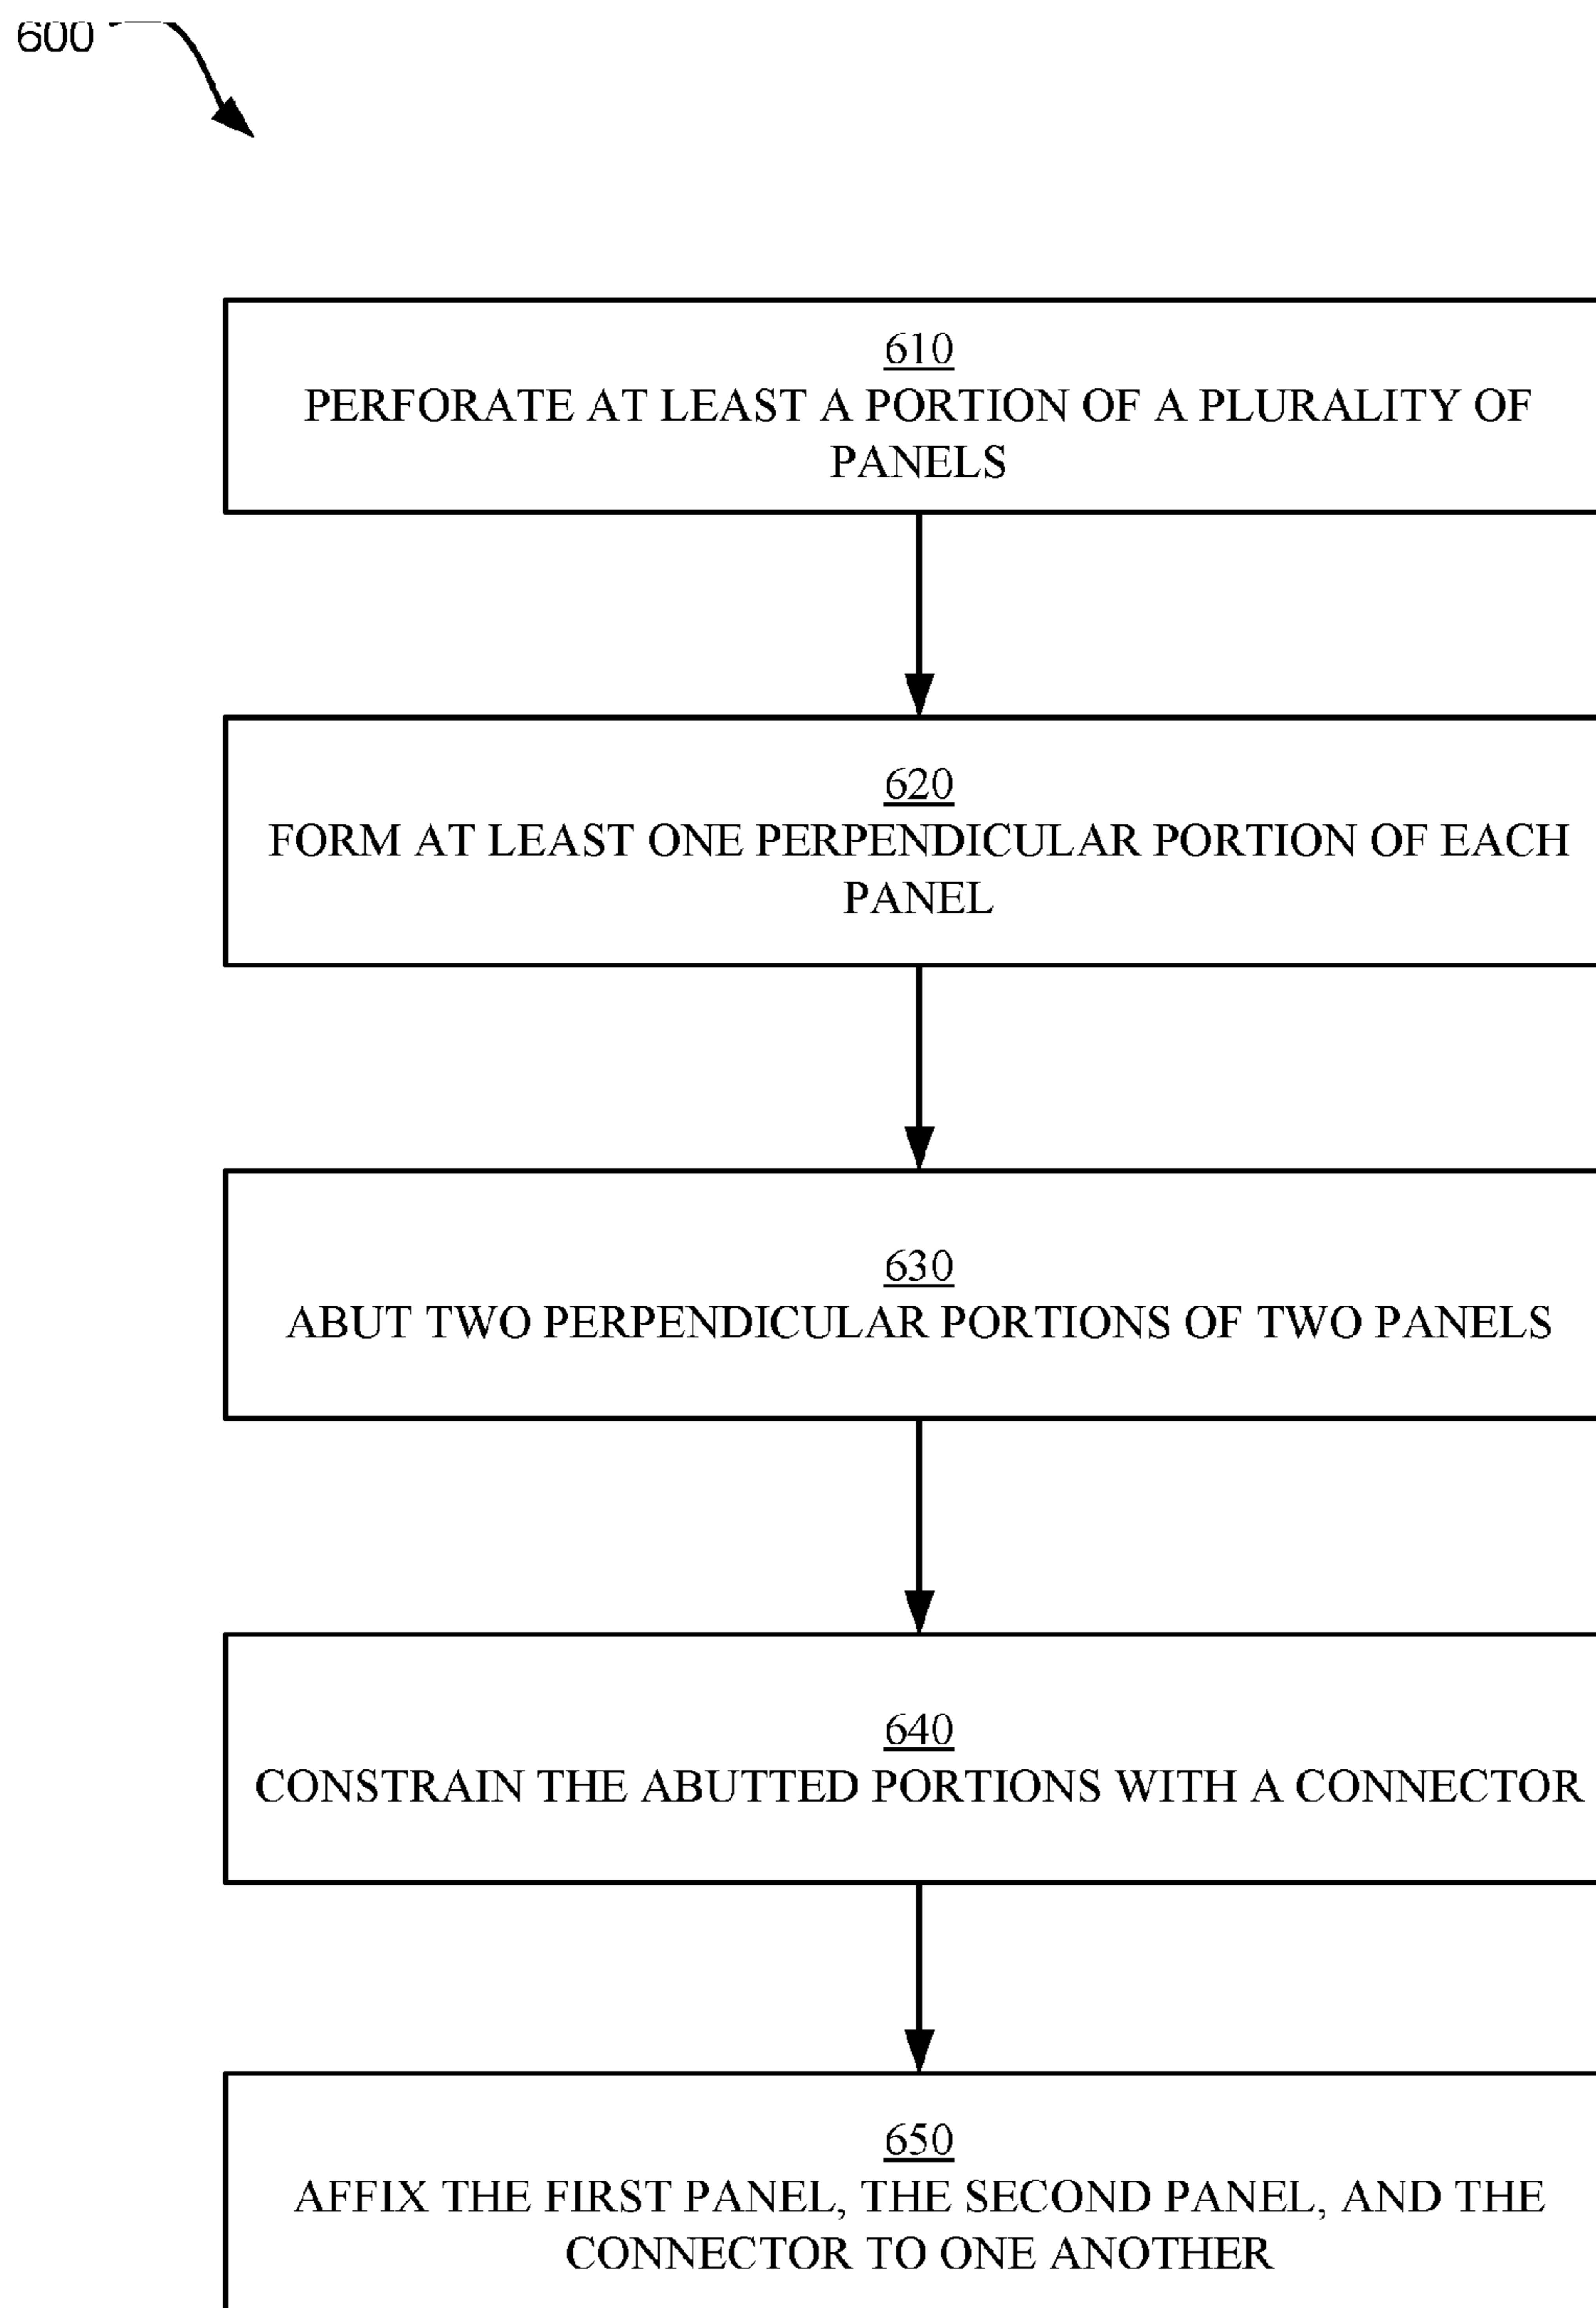 600
610
PERFORATE AT LEAST A PORTION OF A PLURALITY OF
PANELS
620
FORM AT LEAST ONE PERPENDICULAR PORTION OF EACH
PANEL
630
ABUT TWO PERPENDICULAR PORTIONS OF TWO PANELS
640
CONSTRAIN THE ABUTTED PORTIONS WITH A CONNECTOR
650
AFFIX THE FIRST PANEL, THE SECOND PANEL, AND THE
CONNECTOR TO ONE ANOTHER